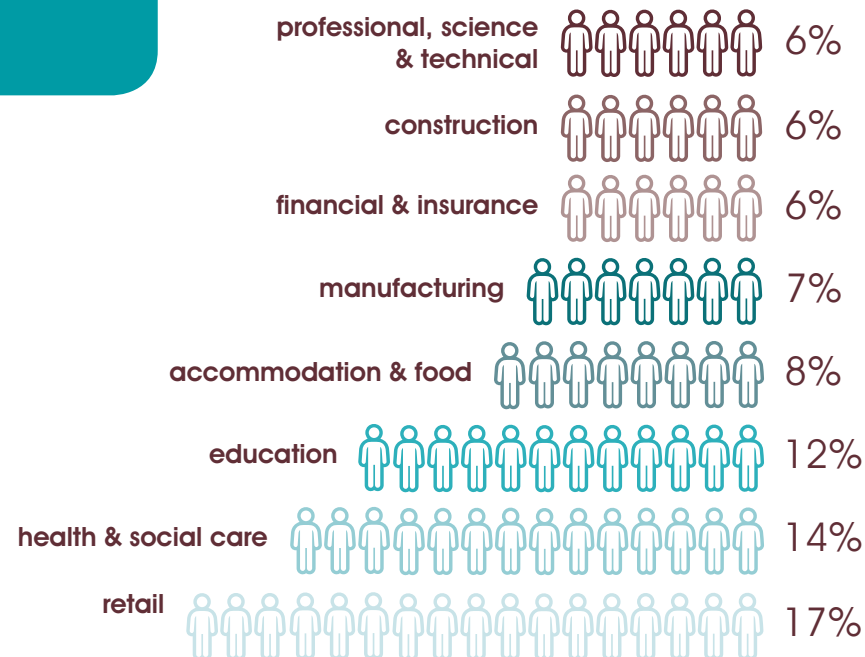 professional, science
& technical
6%
construction
6%
financial & insurance
6%
manufacturing
7%
accommodation & food
8%
education
12%
health & social care
14%
retail
17%